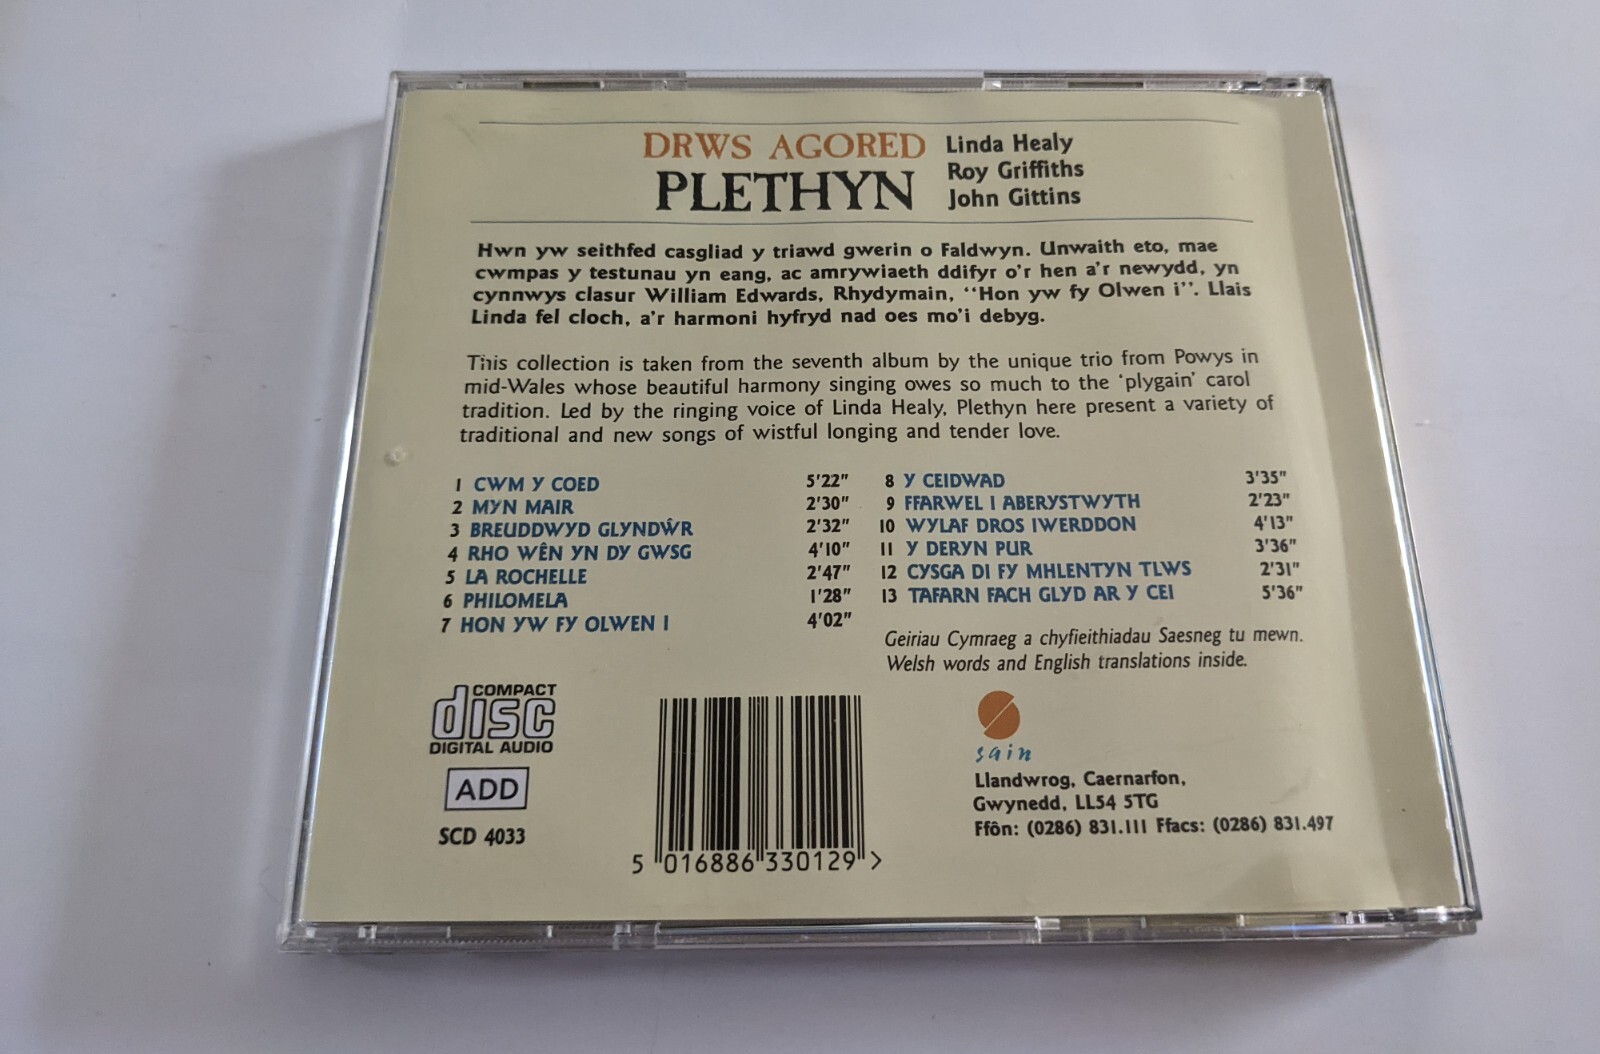 DRWS AGORED
PLETHYN
Linda Healy
Roy Griffiths
John Gittins
Hwn yw seithfed casgliad y triawd gwerin o Faldwyn. Unwaith eto, mae
cwmpas y testunau yn eang, ac amrywiaeth ddifyr o'r hen a'r newydd, yn
cynnwys clasur William Edwards, Rhydymain, "Hon yw fy Olwen i". Llais
Linda fel cloch, a'r harmoni hyfryd nad oes mo'i debyg.
This collection is taken from the seventh album by the unique trio from Powys in
mid-Wales whose beautiful harmony singing owes so much to the 'plygain' carol
tradition. Led by the ringing voice of Linda Healy, Plethyn here present a variety of
traditional and new songs of wistful longing and tender love.
1 CWM Y COED 5'22"
2 MYN MAIR 2'30"
3 BREUDDWYD GLYNDŴR 2'32"
4 RHO WÊN YN DY GWSG 4'10"
5 LA ROCHELLE 2'47"
6 PHILOMELA 1'28"
7 HON YW FY OLWEN I 4'02"
8 Y CEIDWAD 3'35"
9 FFARWEL I ABERYSTWYTH 2'23"
10 WYLAF DROS IWERDDON 4'13"
11 Y DERYN PUR 3'36"
12 CYSGA DI FY MHLENTYN TLWS 2'31"
13 TAFARN FACH GLYD AR Y CEI 5'36"
Geiriau Cymraeg a chyfieithiadau Saesneg tu mewn.
Welsh words and English translations inside.
COMPACT
disc
DIGITAL AUDIO
ADD
SCD 4033
5 016886 330129 >
sain
Llandwrog, Caernarfon,
Gwynedd, LL54 5TG
Ffôn: (0286) 831.111 Ffacs: (0286) 831.497